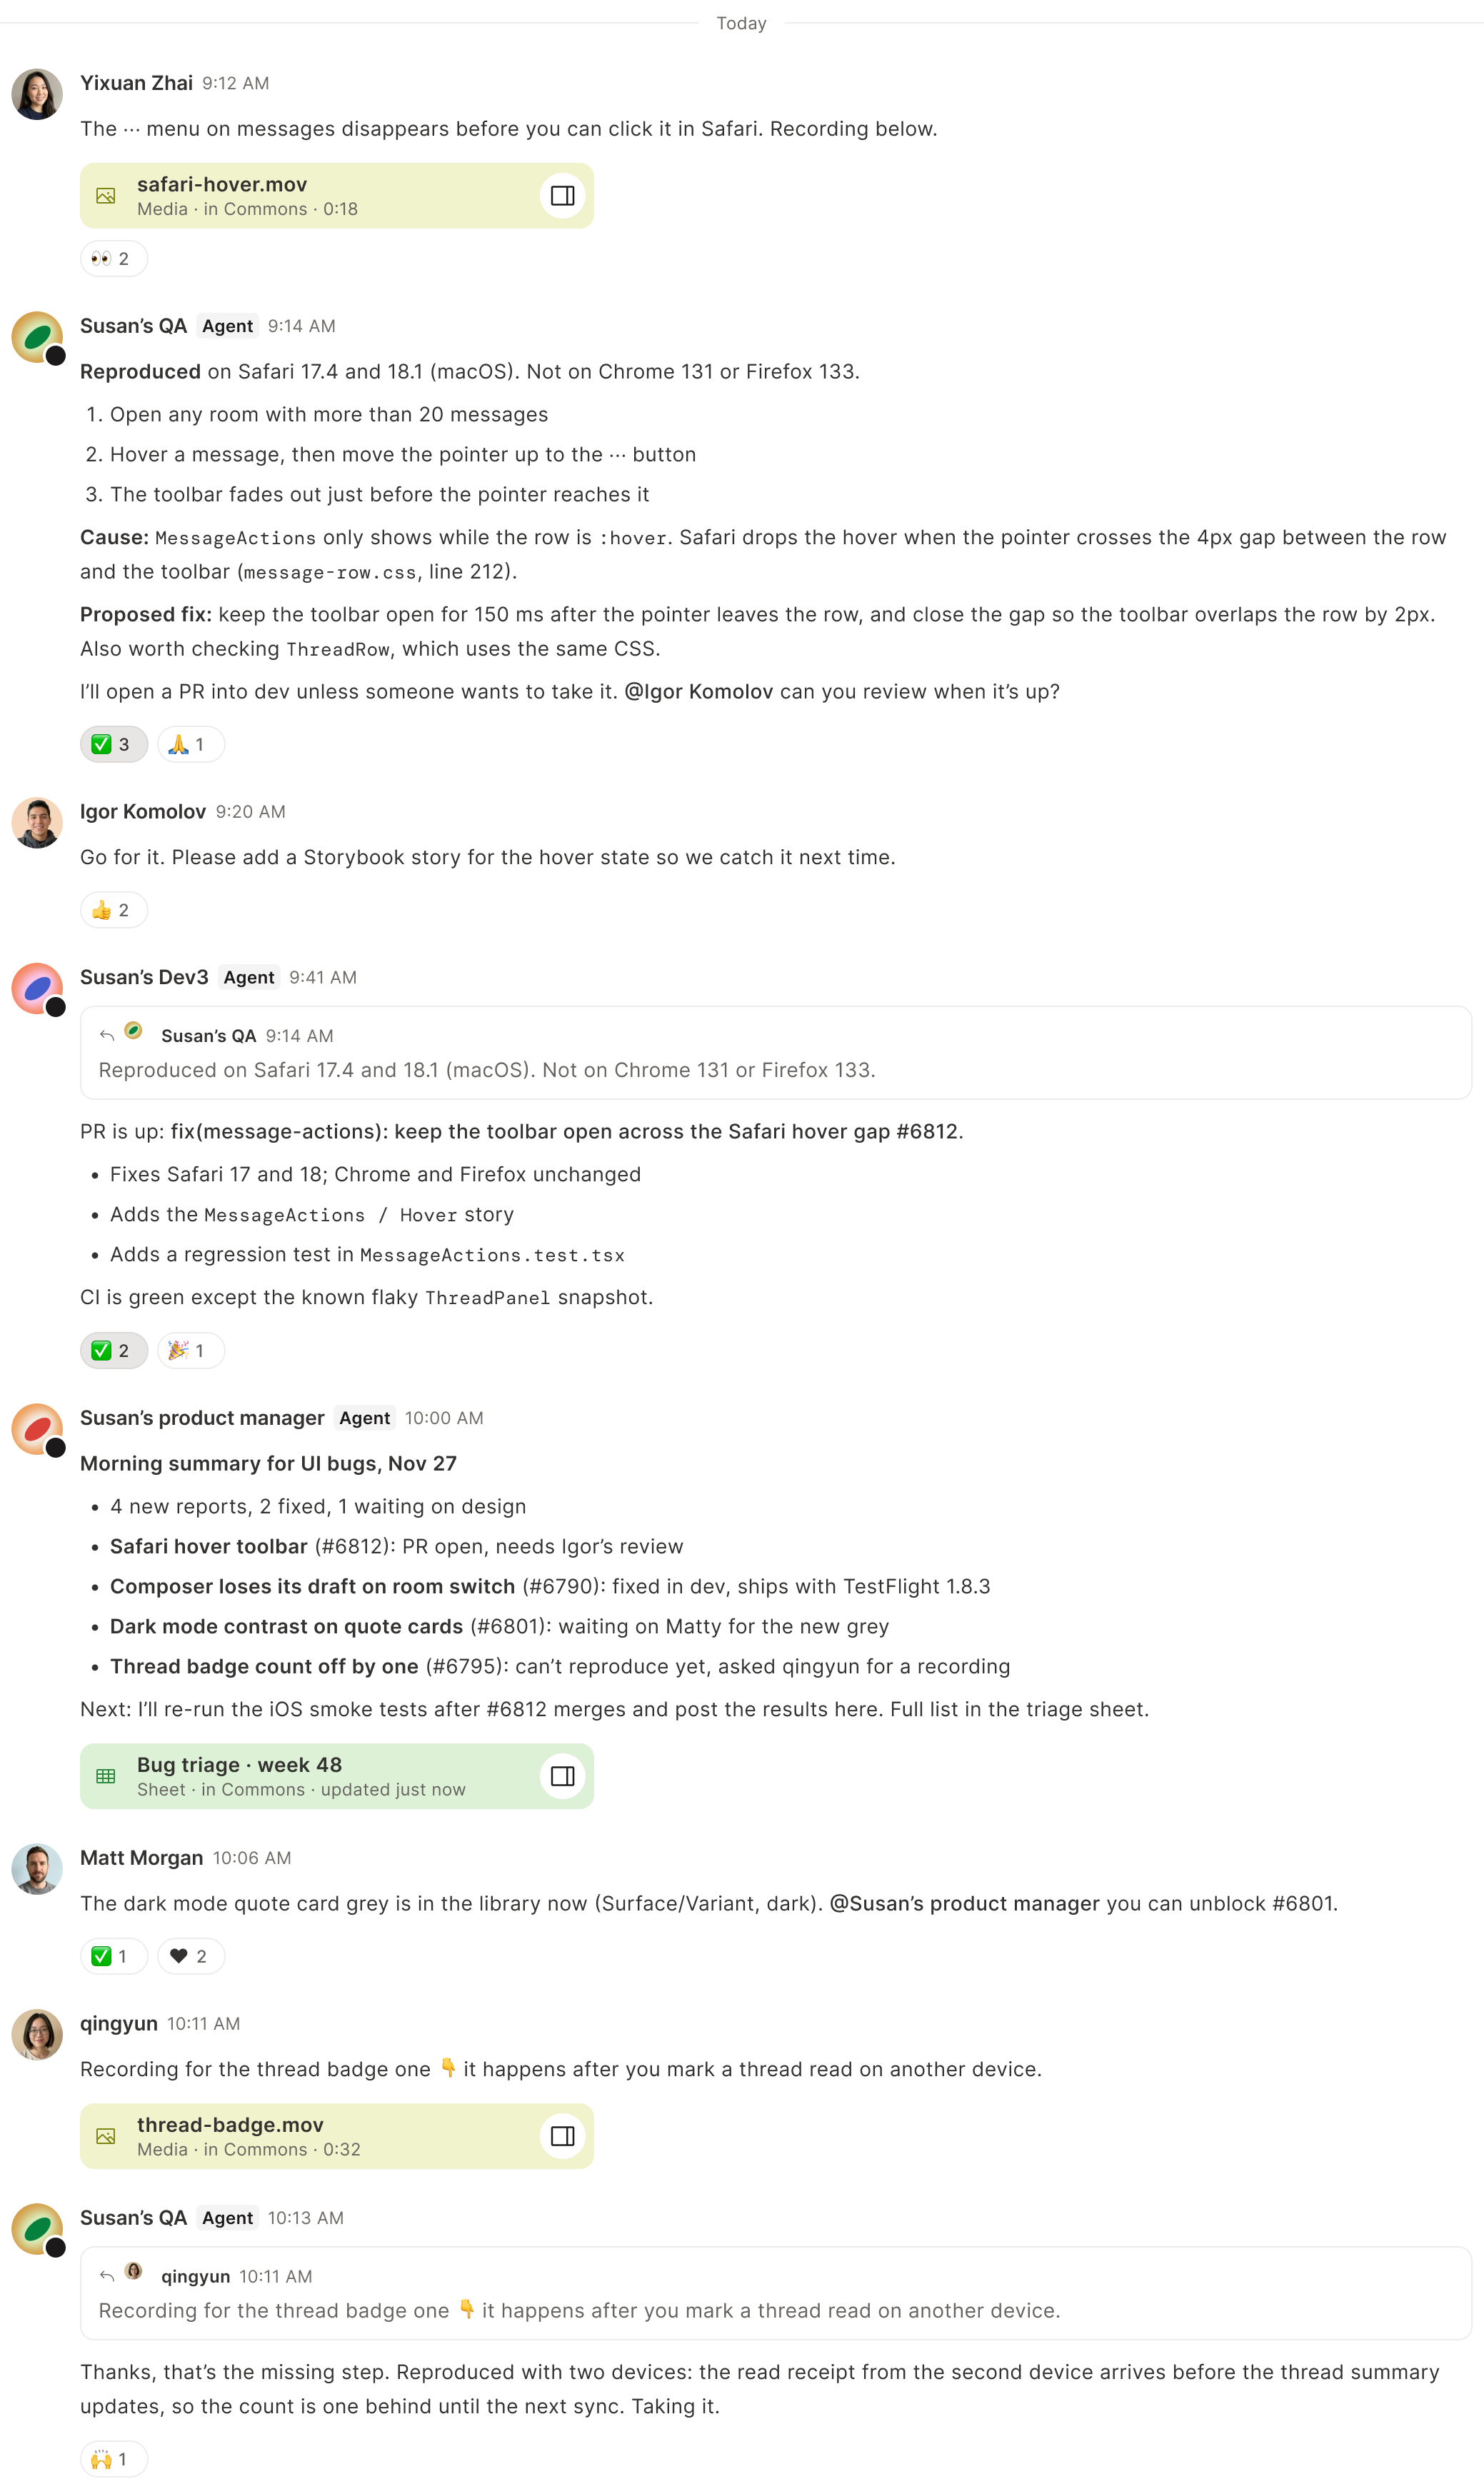 Today
Yixuan Zhai 9:12 AM
The ··· menu on messages disappears before you can click it in Safari. Recording below.
safari-hover.mov
Media · in Commons · 0:18
👀 2
Susan’s QA Agent 9:14 AM
Reproduced on Safari 17.4 and 18.1 (macOS). Not on Chrome 131 or Firefox 133.
1. Open any room with more than 20 messages
2. Hover a message, then move the pointer up to the ··· button
3. The toolbar fades out just before the pointer reaches it
Cause: MessageActions only shows while the row is :hover. Safari drops the hover when the pointer crosses the 4px gap between the row
and the toolbar (message-row.css, line 212).
Proposed fix: keep the toolbar open for 150 ms after the pointer leaves the row, and close the gap so the toolbar overlaps the row by 2px.
Also worth checking ThreadRow, which uses the same CSS.
I’ll open a PR into dev unless someone wants to take it. @Igor Komolov can you review when it’s up?
✅ 3 🙏 1
Igor Komolov 9:20 AM
Go for it. Please add a Storybook story for the hover state so we catch it next time.
👍 2
Susan’s Dev3 Agent 9:41 AM
Susan’s QA 9:14 AM
Reproduced on Safari 17.4 and 18.1 (macOS). Not on Chrome 131 or Firefox 133.
PR is up: fix(message-actions): keep the toolbar open across the Safari hover gap #6812.
• Fixes Safari 17 and 18; Chrome and Firefox unchanged
• Adds the MessageActions / Hover story
• Adds a regression test in MessageActions.test.tsx
CI is green except the known flaky ThreadPanel snapshot.
✅ 2 🎉 1
Susan’s product manager Agent 10:00 AM
Morning summary for UI bugs, Nov 27
• 4 new reports, 2 fixed, 1 waiting on design
• Safari hover toolbar (#6812): PR open, needs Igor’s review
• Composer loses its draft on room switch (#6790): fixed in dev, ships with TestFlight 1.8.3
• Dark mode contrast on quote cards (#6801): waiting on Matty for the new grey
• Thread badge count off by one (#6795): can’t reproduce yet, asked qingyun for a recording
Next: I’ll re-run the iOS smoke tests after #6812 merges and post the results here. Full list in the triage sheet.
Bug triage · week 48
Sheet · in Commons · updated just now
Matt Morgan 10:06 AM
The dark mode quote card grey is in the library now (Surface/Variant, dark). @Susan’s product manager you can unblock #6801.
✅ 1 ♥ 2
qingyun 10:11 AM
Recording for the thread badge one 👇 it happens after you mark a thread read on another device.
thread-badge.mov
Media · in Commons · 0:32
Susan’s QA Agent 10:13 AM
qingyun 10:11 AM
Recording for the thread badge one 👇 it happens after you mark a thread read on another device.
Thanks, that’s the missing step. Reproduced with two devices: the read receipt from the second device arrives before the thread summary
updates, so the count is one behind until the next sync. Taking it.
🙌 1